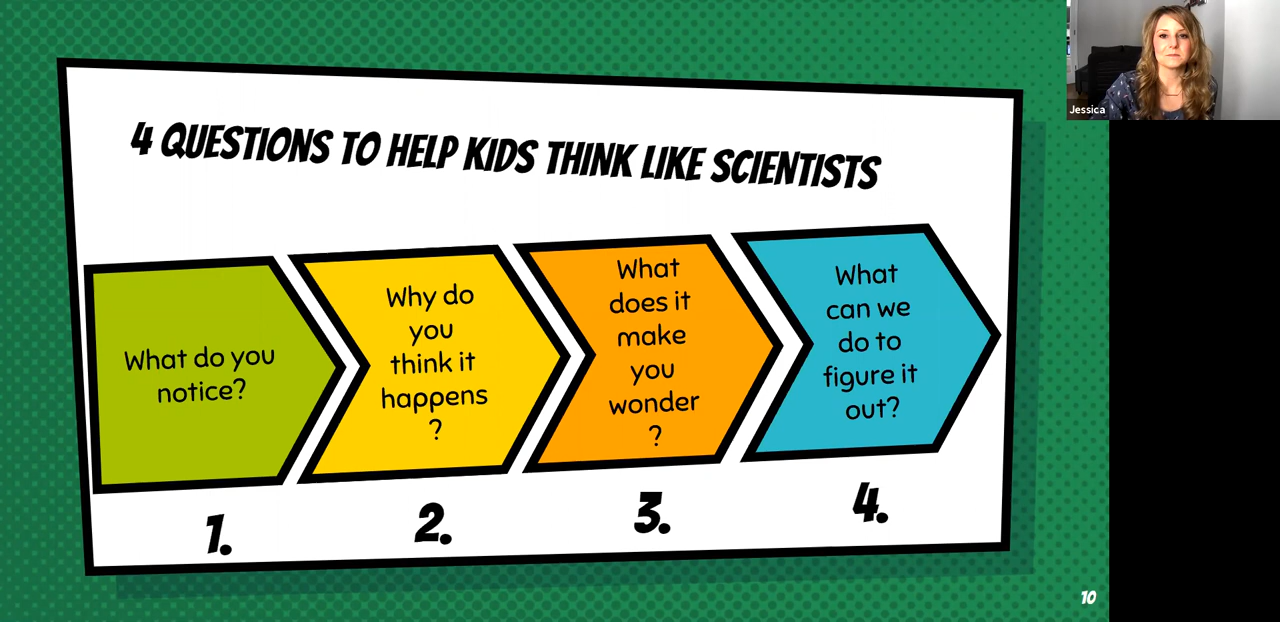 Jessica
4 QUESTIONS TO HELP KIDS THINK LIKE SCIENTISTS
What do you
notice?
1.
Why do
you
think it
happens
?
2.
What
does it
make
you
wonder
?
3.
What
can we
do to
figure it
out?
4.
10